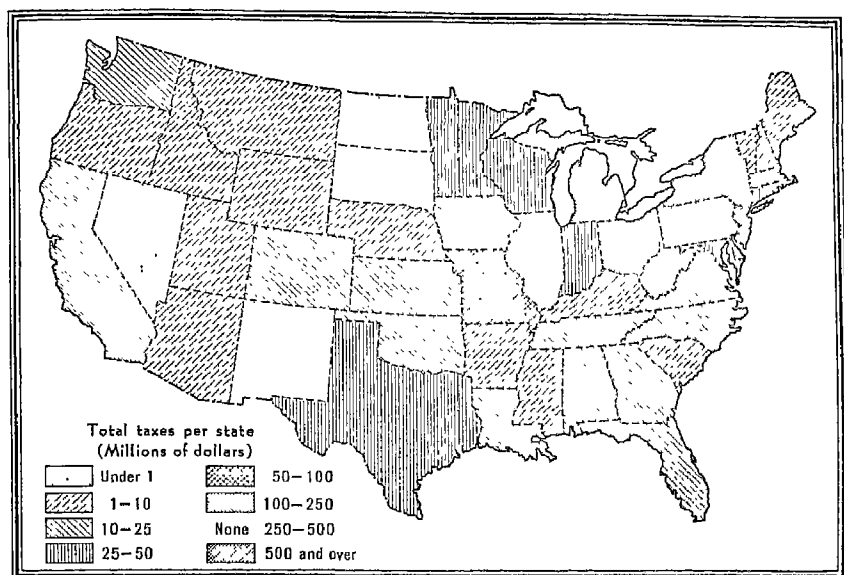 Total taxes per state
(Millions of dollars)
Under 1
1–10
10–25
25–50
50–100
100–250
None 250–500
500 and over